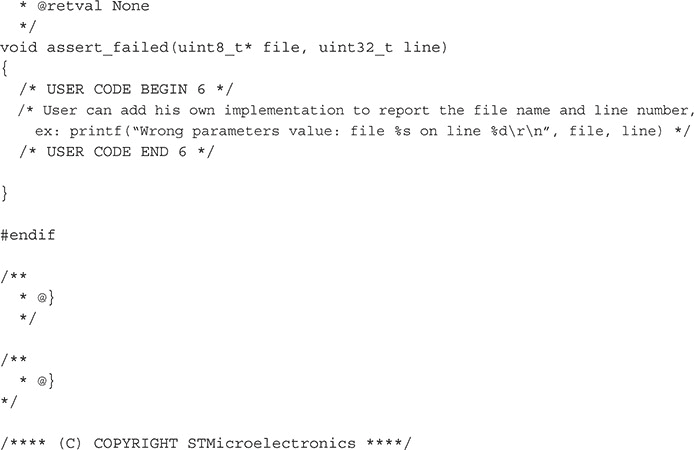 * @retval None
  */
void assert_failed(uint8_t* file, uint32_t line)
{
  /* USER CODE BEGIN 6 */
  /* User can add his own implementation to report the file name and line number,
    ex: printf(“Wrong parameters value: file %s on line %d\r\n”, file, line) */
  /* USER CODE END 6 */
}
#endif
/**
  * @}
  */
/**
  * @}
*/
/**** (C) COPYRIGHT STMicroelectronics ****/